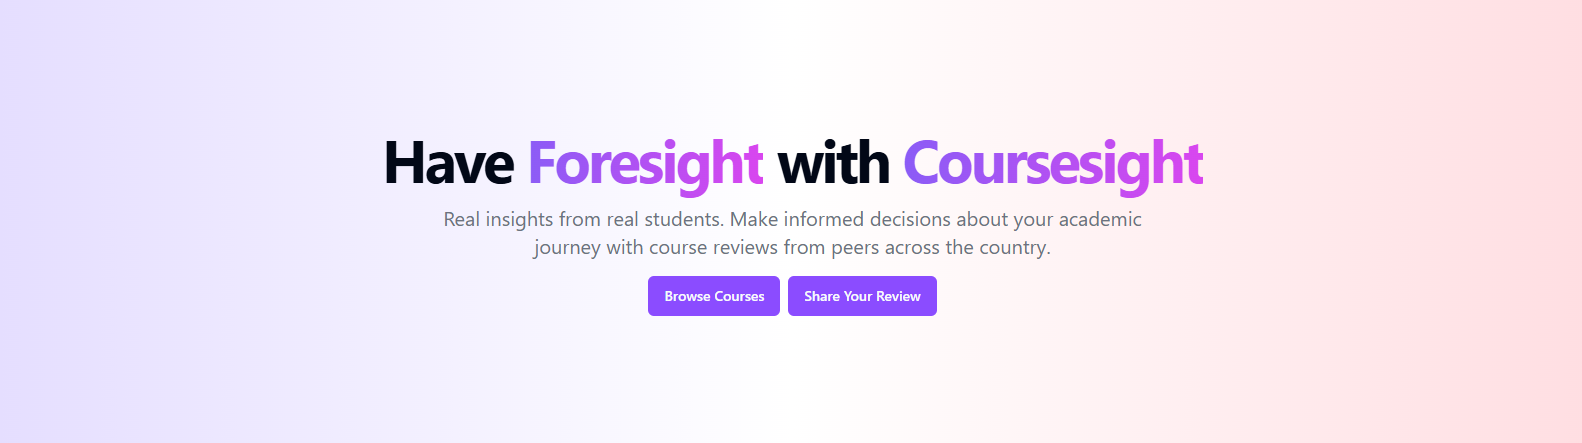 Have Foresight with Coursesight
Real insights from real students. Make informed decisions about your academic
journey with course reviews from peers across the country.
Browse Courses Share Your Review